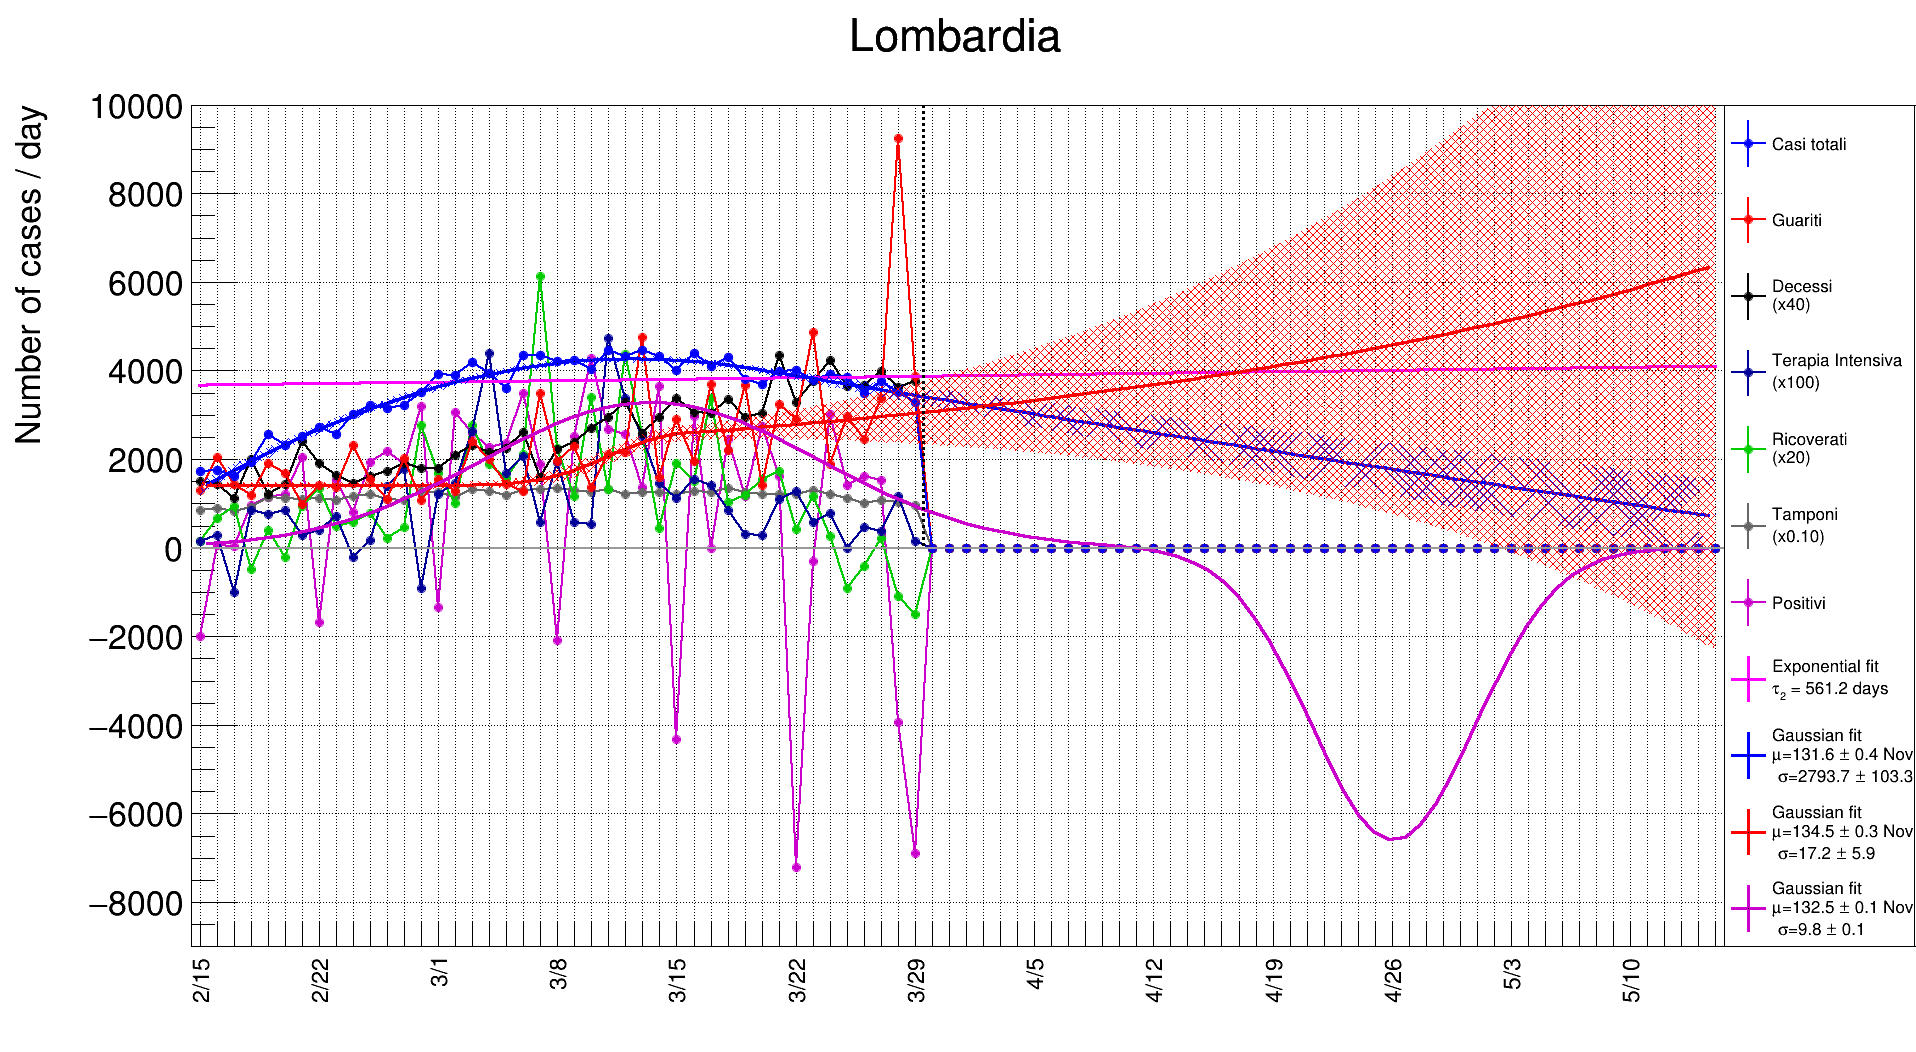 Lombardia
Number of cases / day
10000
8000
6000
4000
2000
0
−2000
−4000
−6000
−8000
2/15
2/22
3/1
3/8
3/15
3/22
3/29
4/5
4/12
4/19
4/26
5/3
5/10
Casi totali
Guariti
Decessi
(x40)
Terapia Intensiva
(x100)
Ricoverati
(x20)
Tamponi
(x0.10)
Positivi
Exponential fit
τ2 = 561.2 days
Gaussian fit
μ=131.6 ± 0.4 Nov
σ=2793.7 ± 103.3
Gaussian fit
μ=134.5 ± 0.3 Nov
σ=17.2 ± 5.9
Gaussian fit
μ=132.5 ± 0.1 Nov
σ=9.8 ± 0.1